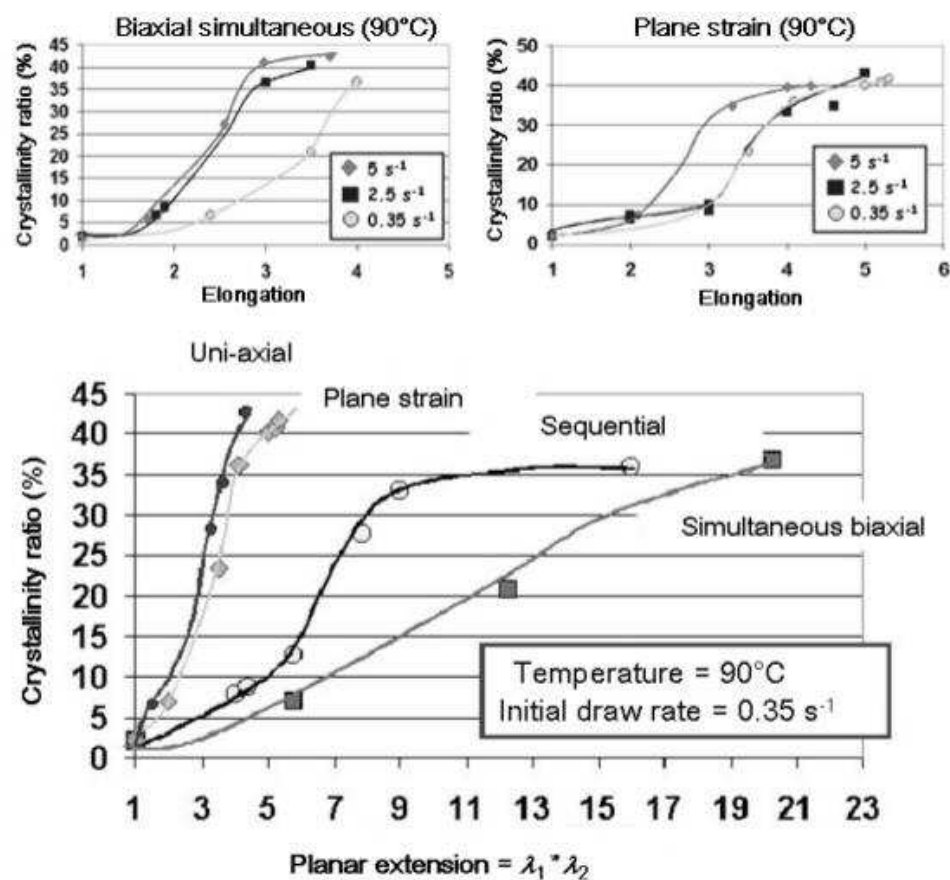 Biaxial simultaneous (90°C)
Crystallinity ratio (%)
45
40
35
30
25
20
15
10
5
0
1 2 3 4 5
Elongation
5 s⁻¹
2.5 s⁻¹
0.35 s⁻¹
Plane strain (90°C)
Crystallinity ratio (%)
50
40
30
20
10
0
1 2 3 4 5 6
Elongation
5 s⁻¹
2.5 s⁻¹
0.35 s⁻¹
Uni-axial
Plane strain
Sequential
Simultaneous biaxial
Crystallinity ratio (%)
45
40
35
30
25
20
15
10
5
0
Temperature = 90°C
Initial draw rate = 0.35 s⁻¹
1 3 5 7 9 11 13 15 17 19 21 23
Planar extension = λ₁*λ₂